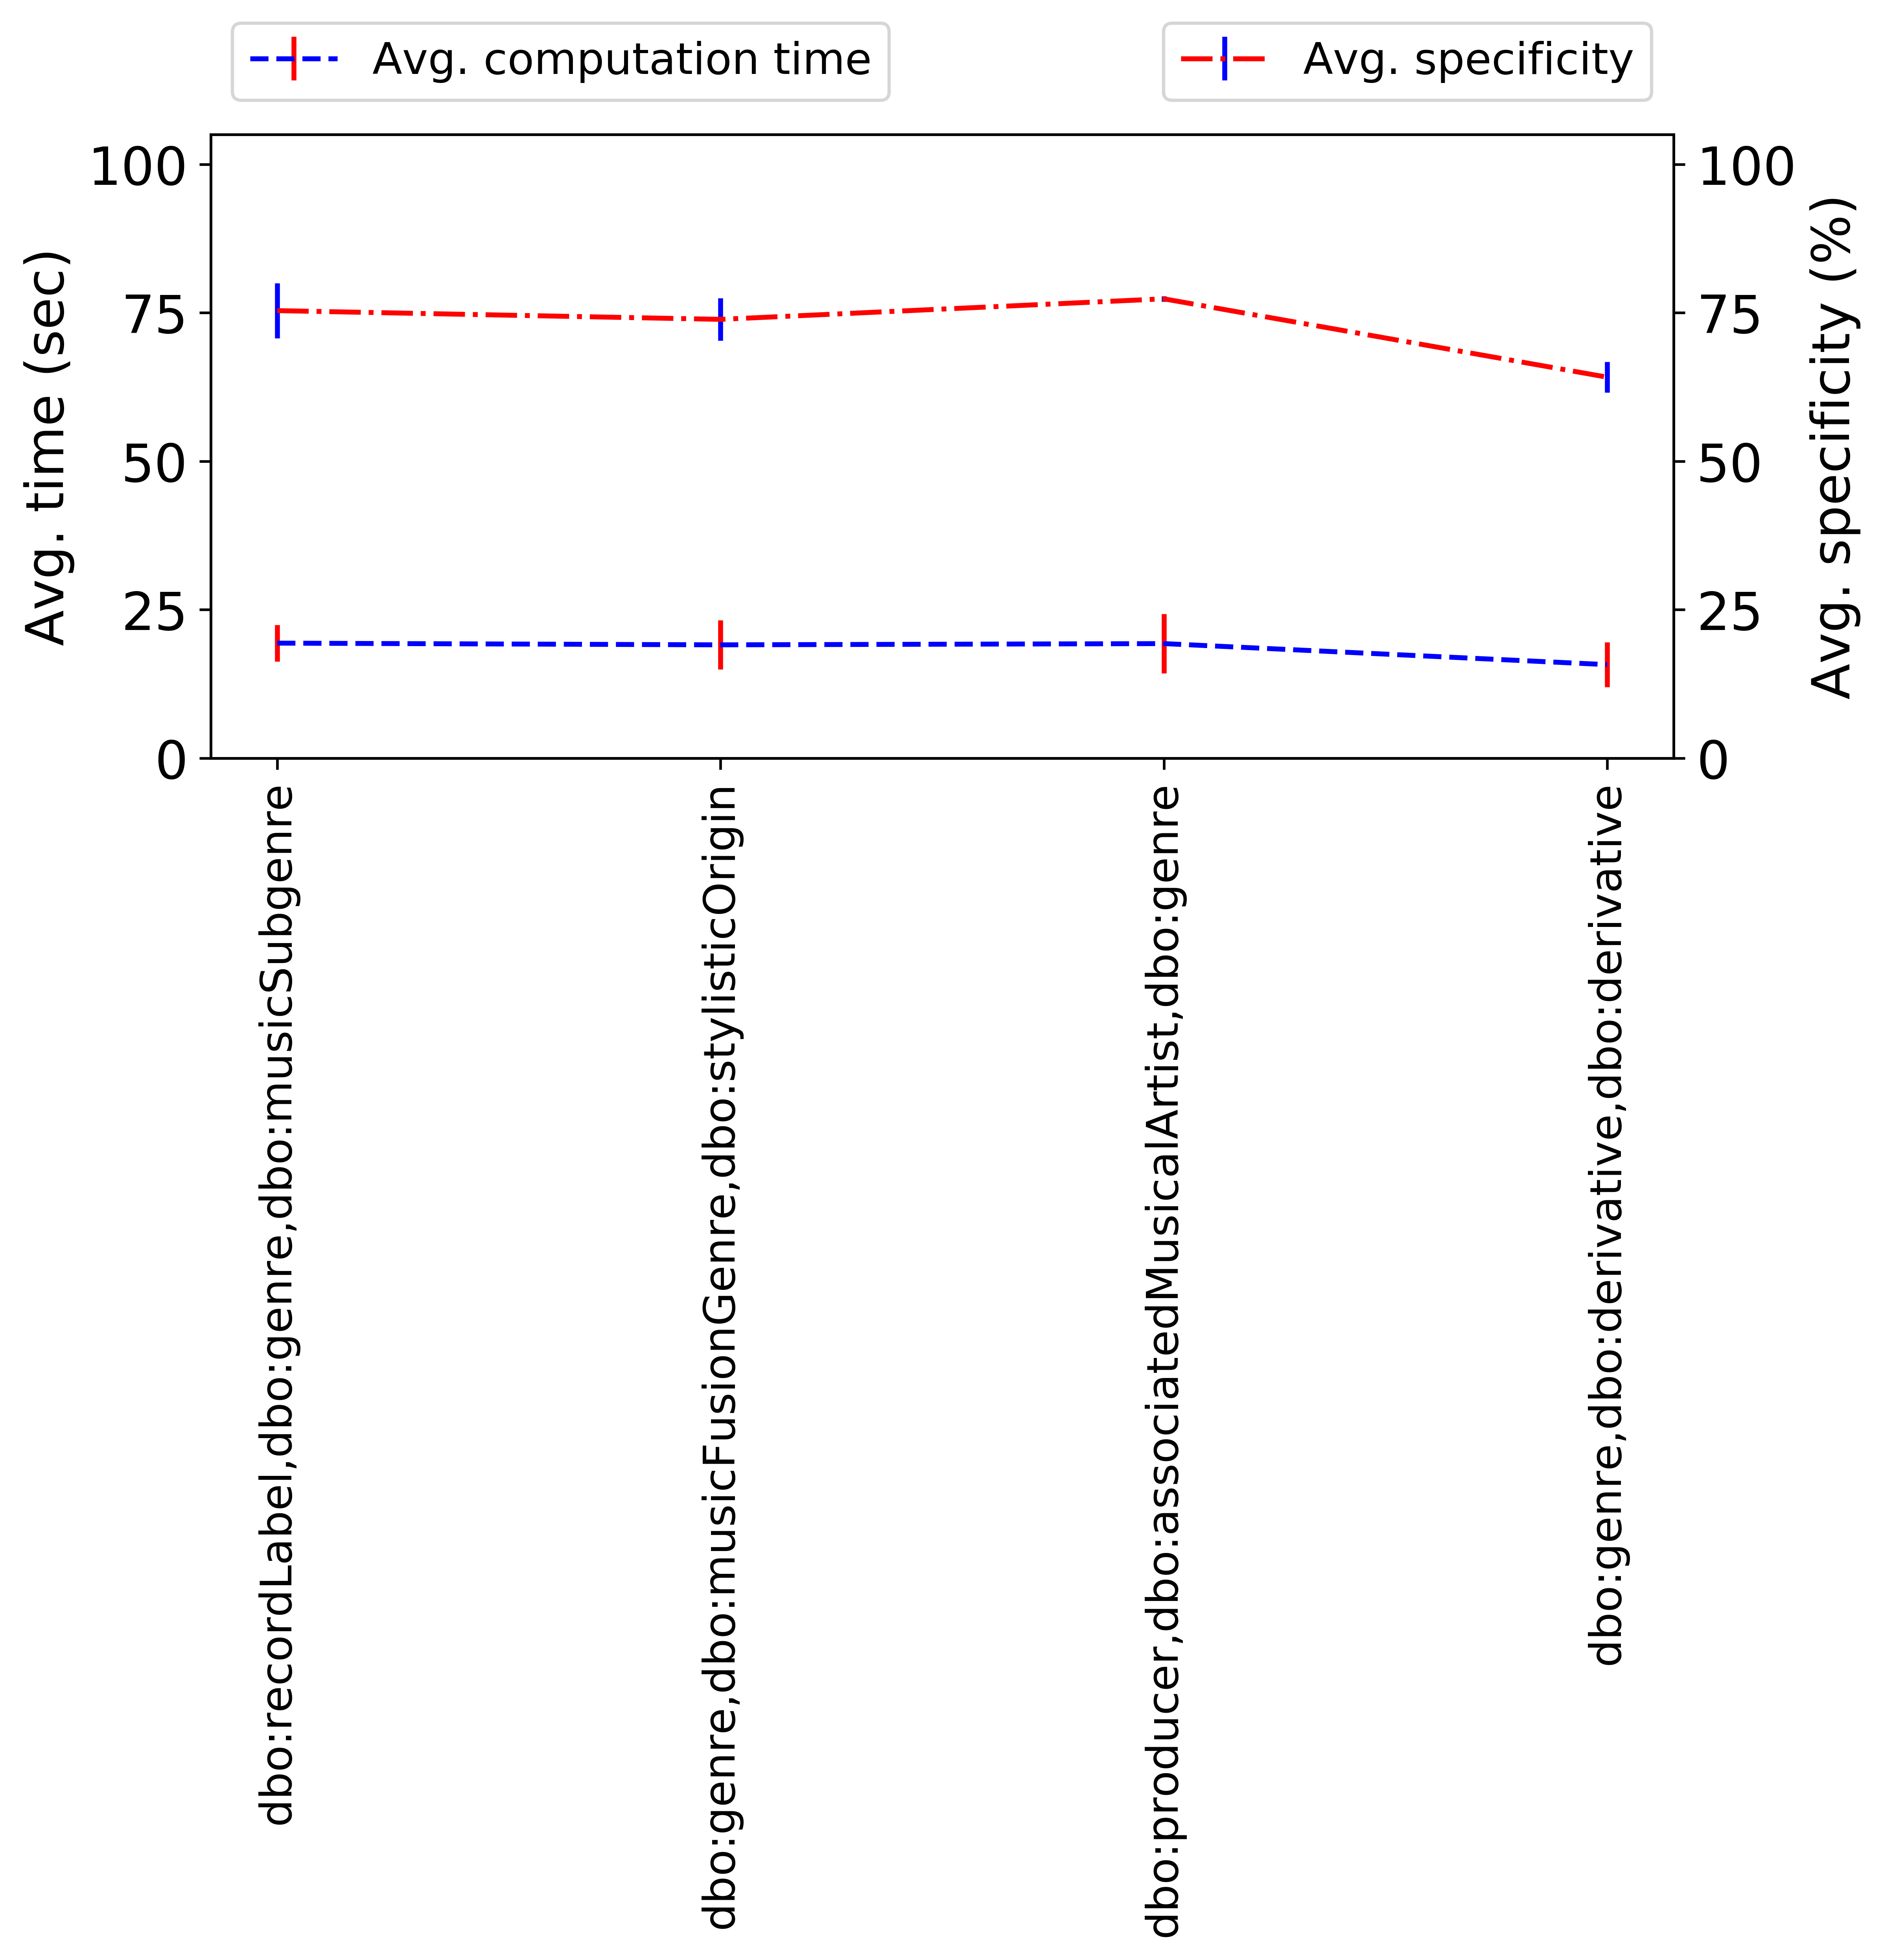 Avg. computation time
Avg. specificity
100
75
50
25
0
Avg. time (sec)
100
75
50
25
0
Avg. specificity (%)
dbo:recordLabel,dbo:genre,dbo:musicSubgenre
dbo:genre,dbo:musicFusionGenre,dbo:stylisticOrigin
dbo:producer,dbo:associatedMusicalArtist,dbo:genre
dbo:genre,dbo:derivative,dbo:derivative